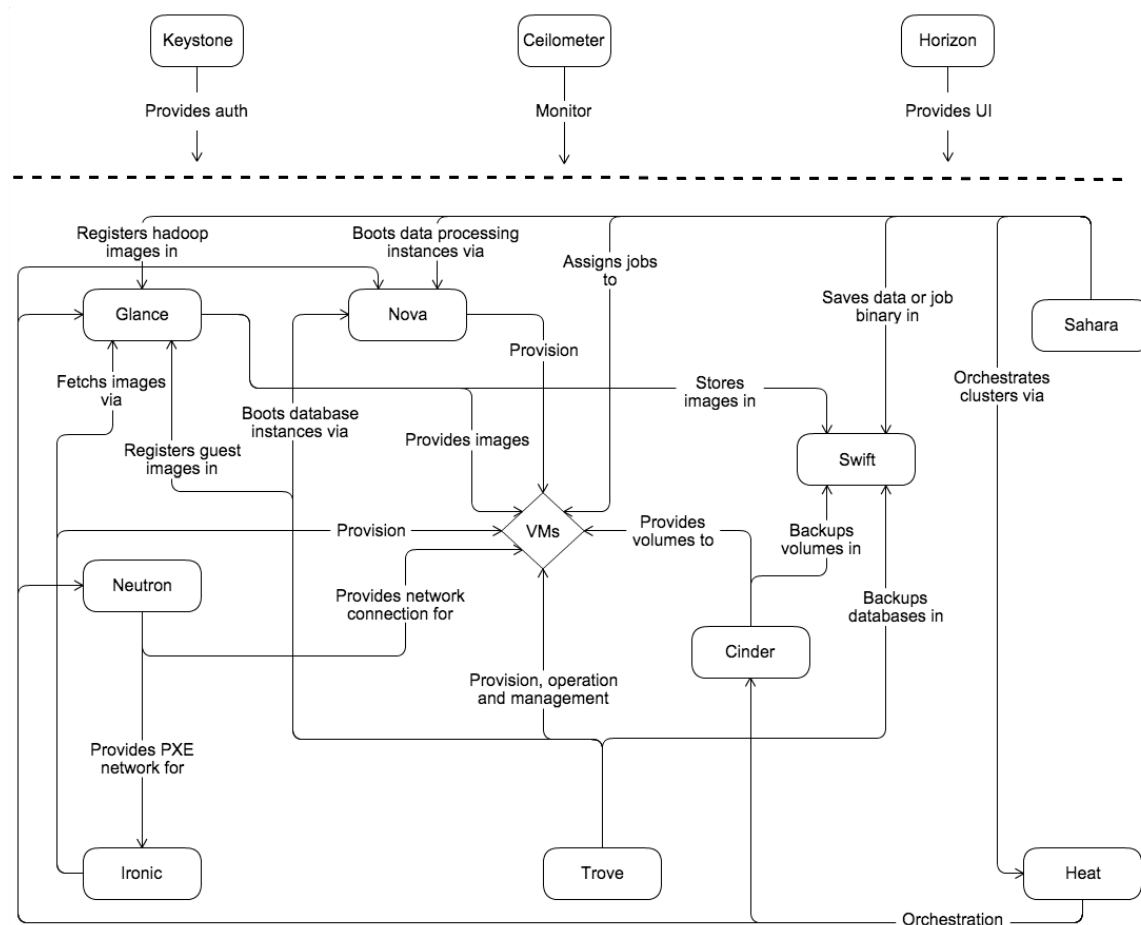 Keystone
Ceilometer
Horizon
Provides auth
Monitor
Provides UI
Registers hadoop
images in
Boots data processing
instances via
Assigns jobs
to
Saves data or job
binary in
Glance
Nova
Sahara
Provision
Fetchs images
via
Stores
images in
Orchestrates
clusters via
Boots database
instances via
Registers guest
images in
Provides images
Swift
Provision
VMs
Provides
volumes to
Backups
volumes in
Neutron
Provides network
connection for
Backups
databases in
Cinder
Provision, operation
and management
Provides PXE
network for
Ironic
Trove
Heat
Orchestration